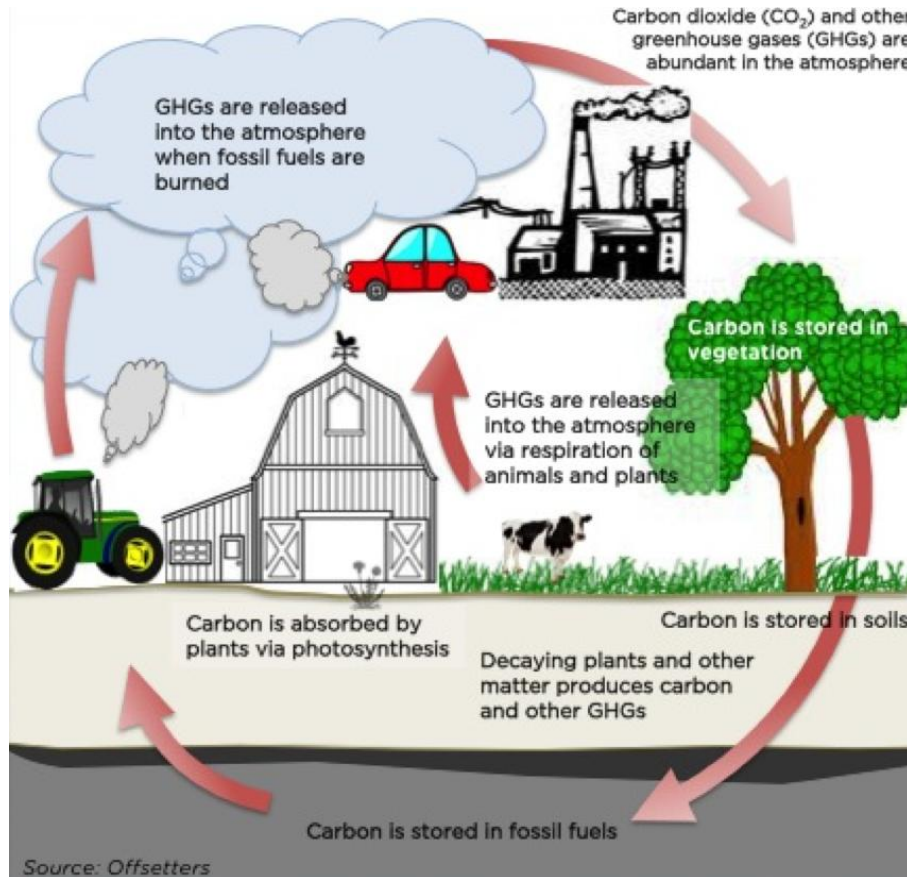 Carbon dioxide (CO₂) and other
greenhouse gases (GHGs) are
abundant in the atmosphere
GHGs are released
into the atmosphere
when fossil fuels are
burned
Carbon is stored in
vegetation
GHGs are released
into the atmosphere
via respiration of
animals and plants
Carbon is absorbed by
plants via photosynthesis
Carbon is stored in soils
Decaying plants and other
matter produces carbon
and other GHGs
Carbon is stored in fossil fuels
Source: Offsetters